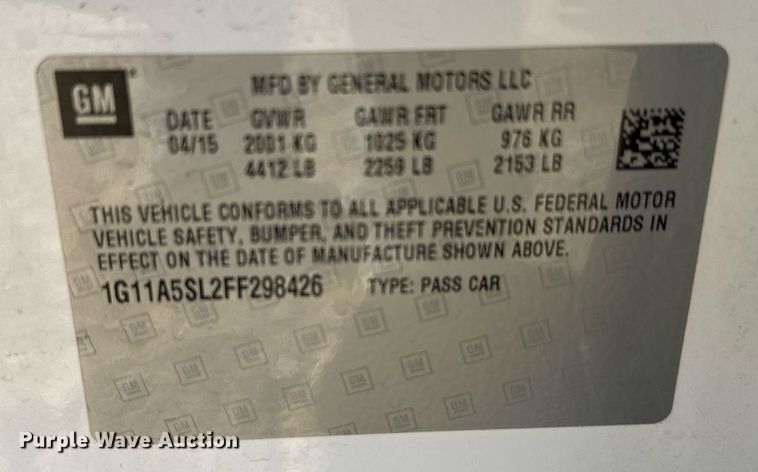 GM
MFD BY GENERAL MOTORS LLC
DATE GVWR GAWR FRT GAWR RR
04/15 2001 KG 1025 KG 976 KG
4412 LB 2259 LB 2153 LB
THIS VEHICLE CONFORMS TO ALL APPLICABLE U.S. FEDERAL MOTOR
VEHICLE SAFETY, BUMPER, AND THEFT PREVENTION STANDARDS IN
EFFECT ON THE DATE OF MANUFACTURE SHOWN ABOVE.
1G11A5SL2FF298426 TYPE: PASS CAR
Purple Wave Auction